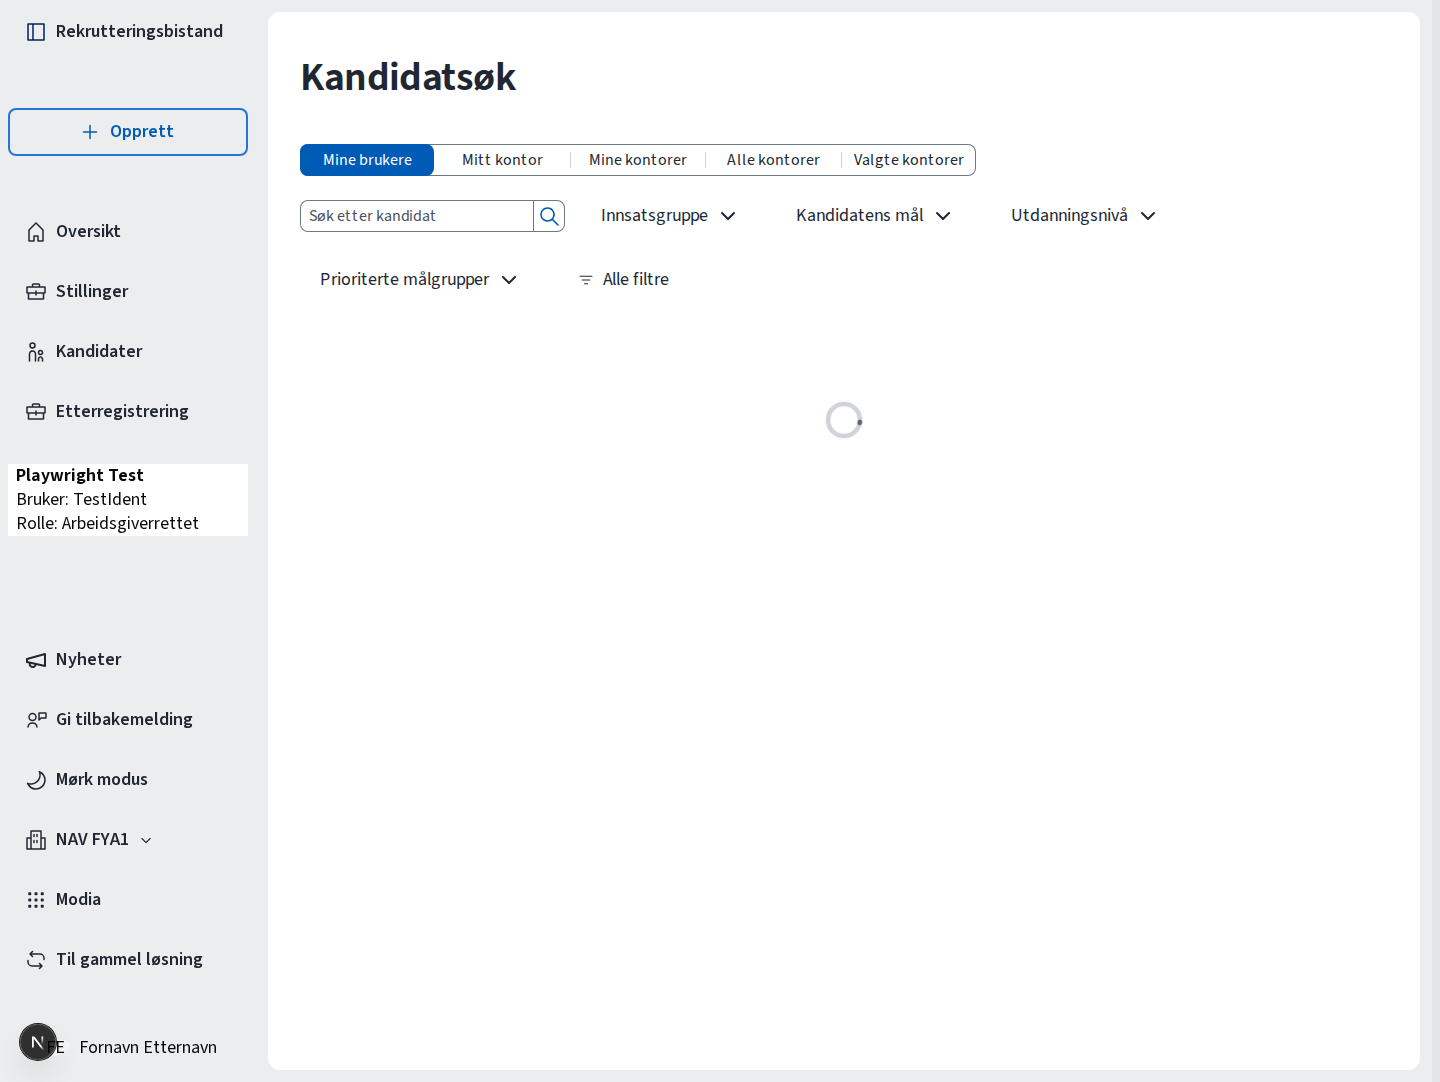 Rekrutteringsbistand
Opprett
Oversikt
Stillinger
Kandidater
Etterregistrering
Playwright Test
Bruker: TestIdent
Rolle: Arbeidsgiverrettet
Nyheter
Gi tilbakemelding
Mørk modus
NAV FYA1
Modia
Til gammel løsning
N FE Fornavn Etternavn
Kandidatsøk
Mine brukere Mitt kontor Mine kontorer Alle kontorer Valgte kontorer
Søk etter kandidat Innsatsgruppe Kandidatens mål Utdanningsnivå
Prioriterte målgrupper Alle filtre